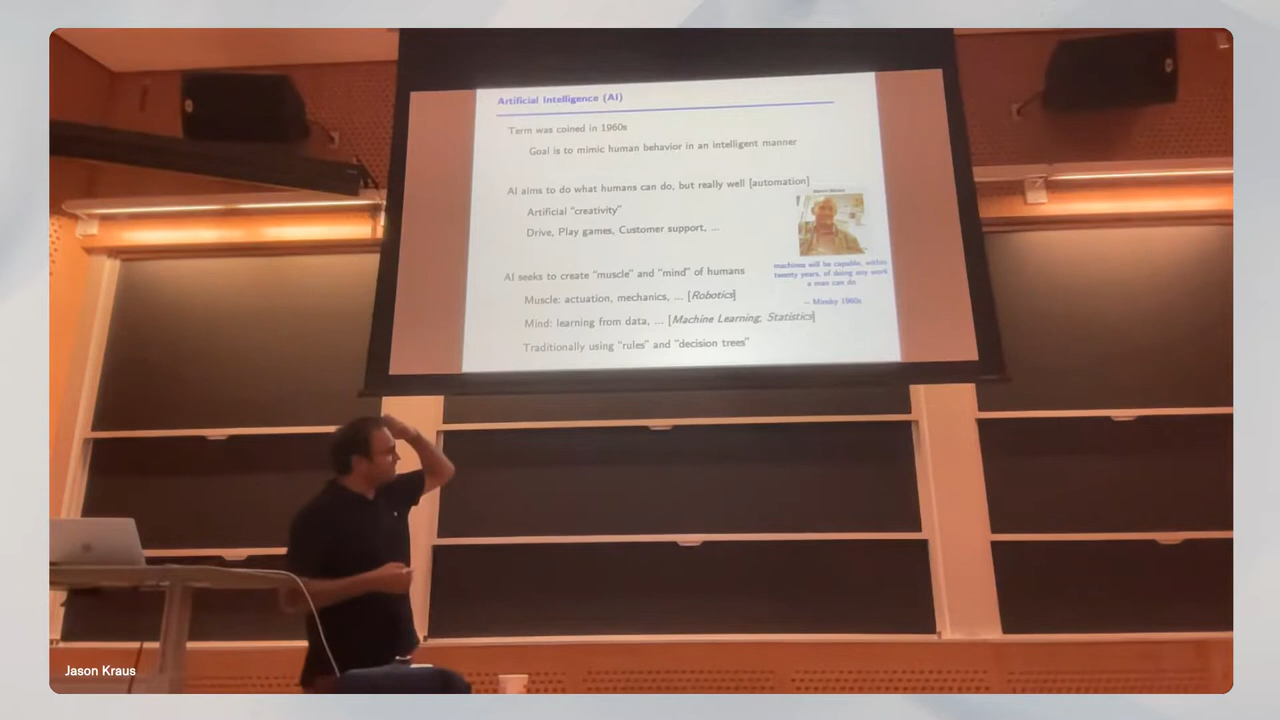 Artificial Intelligence (AI)
Term was coined in 1960s
Goal is to mimic human behavior in an intelligent manner
AI aims to do what humans can do, but really well [automation]
Artificial "creativity"
Drive, Play games, Customer support, ...
Marvin Minsky
machines will be capable, within
twenty years, of doing any work
a man can do
-- Minsky 1960s
AI seeks to create "muscle" and "mind" of humans
Muscle: actuation, mechanics, ... [Robotics]
Mind: learning from data, ... [Machine Learning, Statistics]
Traditionally using "rules" and "decision trees"
Jason Kraus